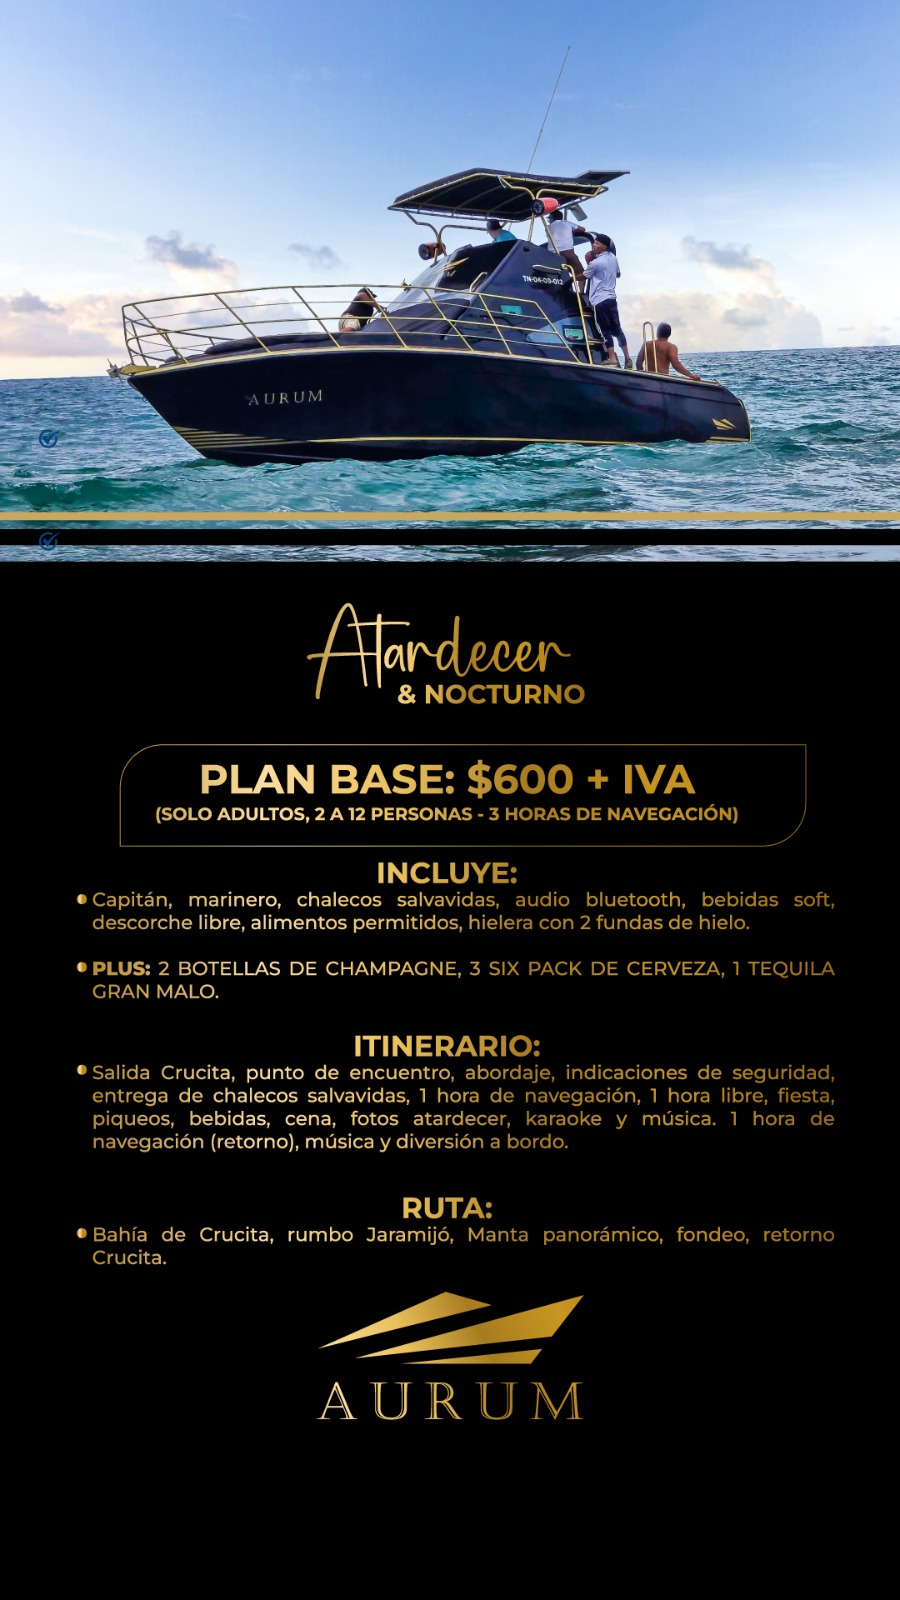 TN-04-03-012
AURUM
Atardecer
& NOCTURNO
PLAN BASE: $600 + IVA
(SOLO ADULTOS, 2 A 12 PERSONAS - 3 HORAS DE NAVEGACIÓN)
INCLUYE:
Capitán, marinero, chalecos salvavidas, audio bluetooth, bebidas soft,
descorche libre, alimentos permitidos, hielera con 2 fundas de hielo.
PLUS: 2 BOTELLAS DE CHAMPAGNE, 3 SIX PACK DE CERVEZA, 1 TEQUILA
GRAN MALO.
ITINERARIO:
Salida Crucita, punto de encuentro, abordaje, indicaciones de seguridad,
entrega de chalecos salvavidas, 1 hora de navegación, 1 hora libre, fiesta,
piqueos, bebidas, cena, fotos atardecer, karaoke y música. 1 hora de
navegación (retorno), música y diversión a bordo.
RUTA:
Bahía de Crucita, rumbo Jaramijó, Manta panorámico, fondeo, retorno
Crucita.
AURUM